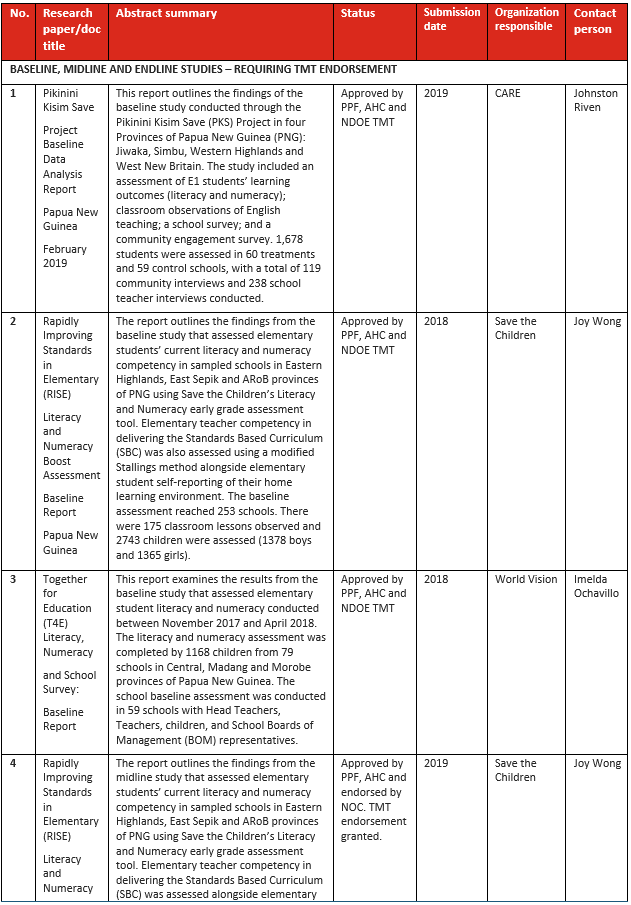 No.
Research
paper/doc
title
Abstract summary
Status
Submission
date
Organization
responsible
Contact
person
BASELINE, MIDLINE AND ENDLINE STUDIES – REQUIRING TMT ENDORSEMENT
1
Pikinini
Kisim Save
Project
Baseline
Data
Analysis
Report
Papua New
Guinea
February
2019
This report outlines the findings of the
baseline study conducted through the
Pikinini Kisim Save (PKS) Project in four
Provinces of Papua New Guinea (PNG):
Jiwaka, Simbu, Western Highlands and
West New Britain. The study included an
assessment of E1 students’ learning
outcomes (literacy and numeracy);
classroom observations of English
teaching; a school survey; and a
community engagement survey. 1,678
students were assessed in 60 treatments
and 59 control schools, with a total of 119
community interviews and 238 school
teacher interviews conducted.
Approved by
PPF, AHC and
NDOE TMT
2019
CARE
Johnston
Riven
2
Rapidly
Improving
Standards
in
Elementary
(RISE)
Literacy
and
Numeracy
Boost
Assessment
Baseline
Report
Papua New
Guinea
The report outlines the findings from the
baseline study that assessed elementary
students’ current literacy and numeracy
competency in sampled schools in Eastern
Highlands, East Sepik and ARoB provinces
of PNG using Save the Children’s Literacy
and Numeracy early grade assessment
tool. Elementary teacher competency in
delivering the Standards Based Curriculum
(SBC) was also assessed using a modified
Stallings method alongside elementary
student self-reporting of their home
learning environment. The baseline
assessment reached 253 schools. There
were 175 classroom lessons observed and
2743 children were assessed (1378 boys
and 1365 girls).
Approved by
PPF, AHC and
NDOE TMT
2018
Save the
Children
Joy Wong
3
Together
for
Education
(T4E)
Literacy,
Numeracy
and School
Survey:
Baseline
Report
This report examines the results from the
baseline study that assessed elementary
student literacy and numeracy conducted
between November 2017 and April 2018.
The literacy and numeracy assessment was
completed by 1168 children from 79
schools in Central, Madang and Morobe
provinces of Papua New Guinea. The
school baseline assessment was conducted
in 59 schools with Head Teachers,
Teachers, children, and School Boards of
Management (BOM) representatives.
Approved by
PPF, AHC and
NDOE TMT
2018
World Vision
Imelda
Ochavillo
4
Rapidly
Improving
Standards
in
Elementary
(RISE)
Literacy
and
Numeracy
The report outlines the findings from the
midline study that assessed elementary
students’ current literacy and numeracy
competency in sampled schools in Eastern
Highlands, East Sepik and ARoB provinces
of PNG using Save the Children’s Literacy
and Numeracy early grade assessment
tool. Elementary teacher competency in
delivering the Standards Based Curriculum
(SBC) was assessed alongside elementary
Approved by
PPF, AHC and
endorsed by
NOC. TMT
endorsement
granted.
2019
Save the
Children
Joy Wong